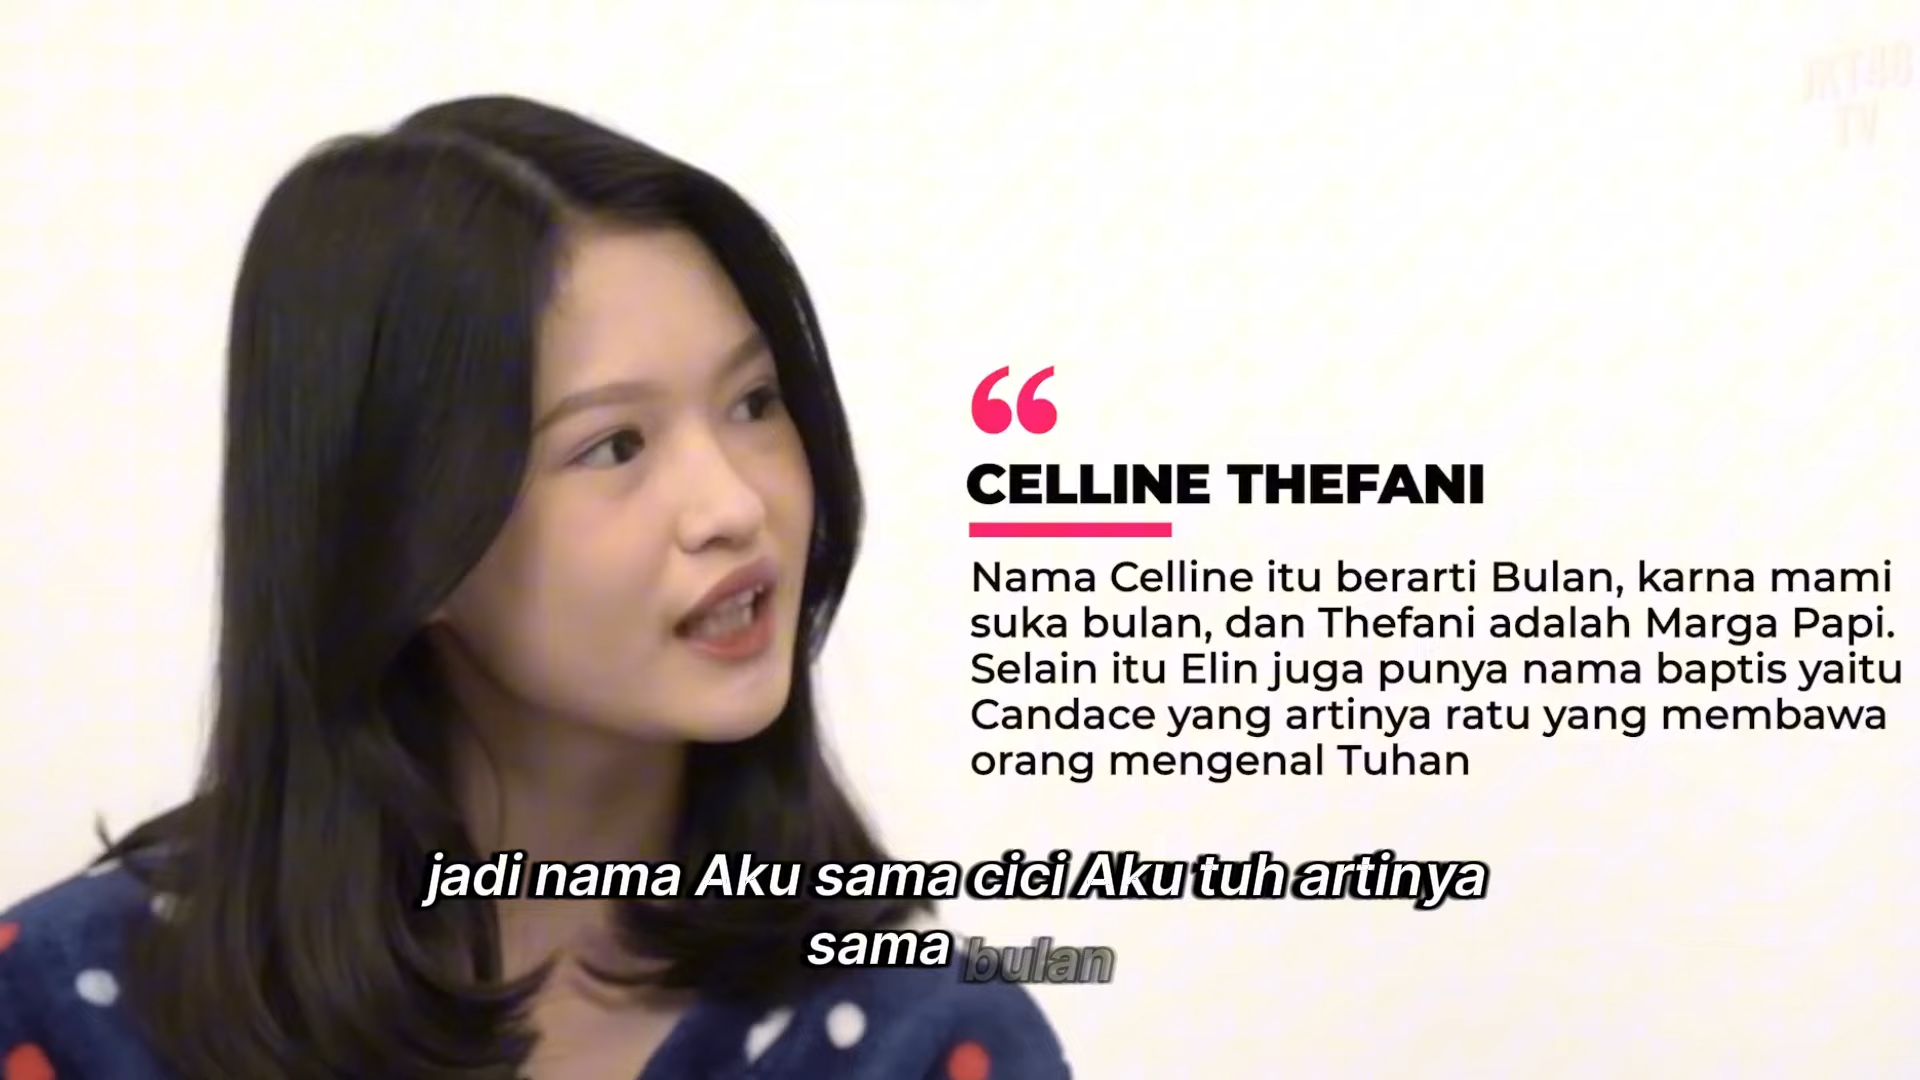 JKT48
TV
“
CELLINE THEFANI
Nama Celline itu berarti Bulan, karna mami
suka bulan, dan Thefani adalah Marga Papi.
Selain itu Elin juga punya nama baptis yaitu
Candace yang artinya ratu yang membawa
orang mengenal Tuhan
jadi nama Aku sama cici Aku tuh artinya
sama bulan